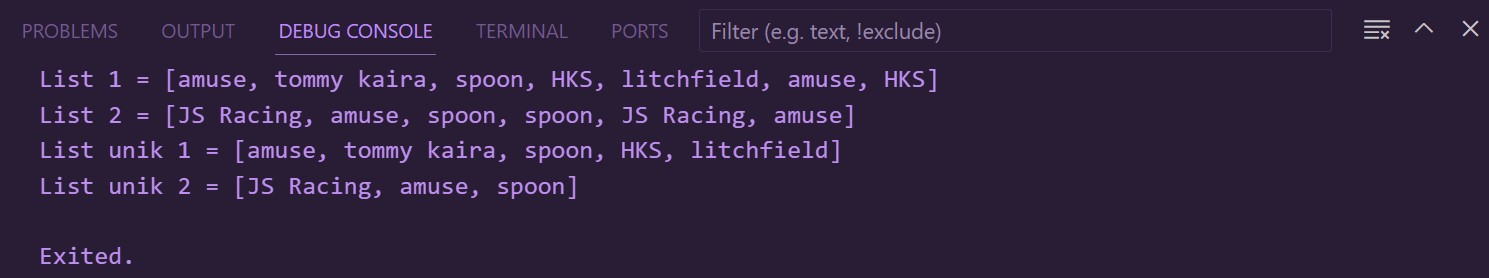 PROBLEMS OUTPUT DEBUG CONSOLE TERMINAL PORTS Filter (e.g. text, !exclude)
List 1 = [amuse, tommy kaira, spoon, HKS, litchfield, amuse, HKS]
List 2 = [JS Racing, amuse, spoon, spoon, JS Racing, amuse]
List unik 1 = [amuse, tommy kaira, spoon, HKS, litchfield]
List unik 2 = [JS Racing, amuse, spoon]
Exited.